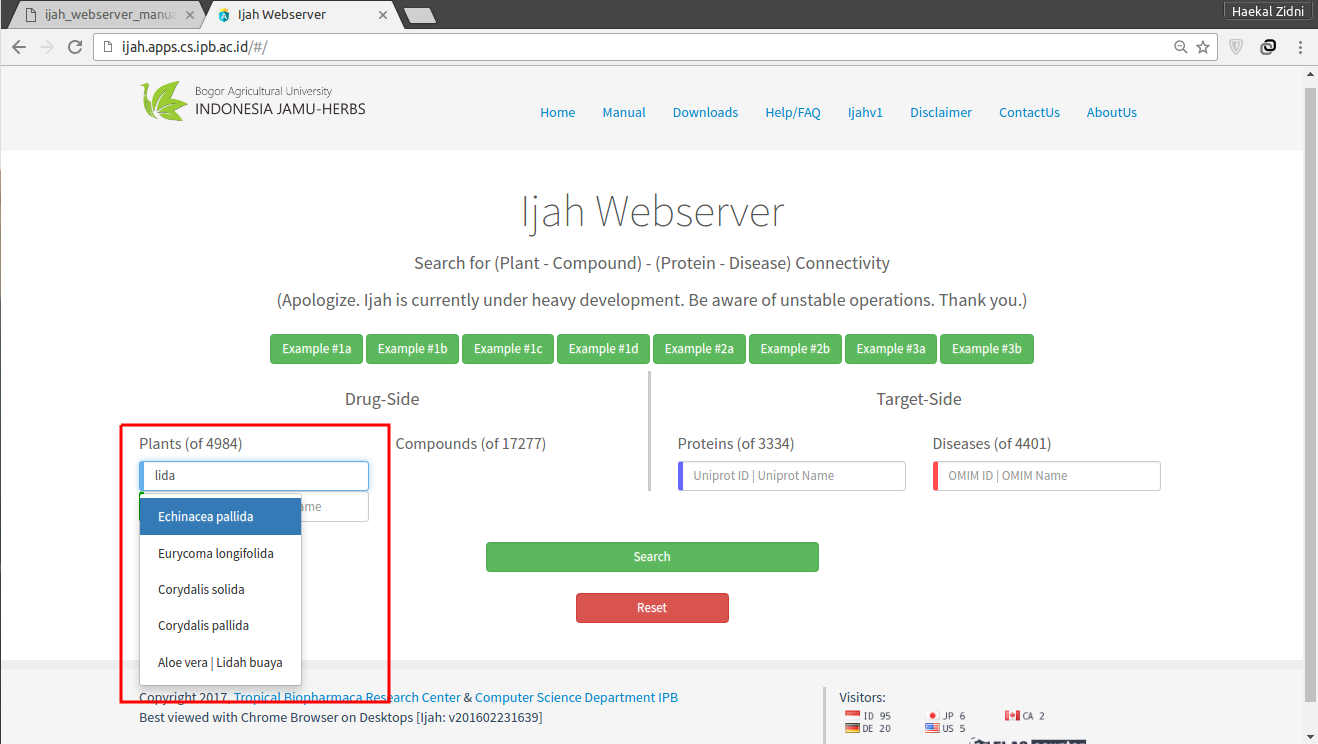 ijah_webserver_manua
Ijah Webserver
Haekal Zidni
ijah.apps.cs.ipb.ac.id/#/
Bogor Agricultural University
INDONESIA JAMU-HERBS
Home Manual Downloads Help/FAQ Ijahv1 Disclaimer ContactUs AboutUs
Ijah Webserver
Search for (Plant - Compound) - (Protein - Disease) Connectivity
(Apologize. Ijah is currently under heavy development. Be aware of unstable operations. Thank you.)
Example #1a Example #1b Example #1c Example #1d Example #2a Example #2b Example #3a Example #3b
Drug-Side
Target-Side
Plants (of 4984)
Compounds (of 17277)
Proteins (of 3334)
Diseases (of 4401)
lida
Uniprot ID | Uniprot Name
OMIM ID | OMIM Name
ame
Echinacea pallida
Eurycoma longifolida
Corydalis solida
Corydalis pallida
Aloe vera | Lidah buaya
Search
Reset
Copyright 2017, Tropical Biopharmaca Research Center & Computer Science Department IPB
Best viewed with Chrome Browser on Desktops [Ijah: v201602231639]
Visitors:
ID 95 JP 6 CA 2
DE 20 US 5